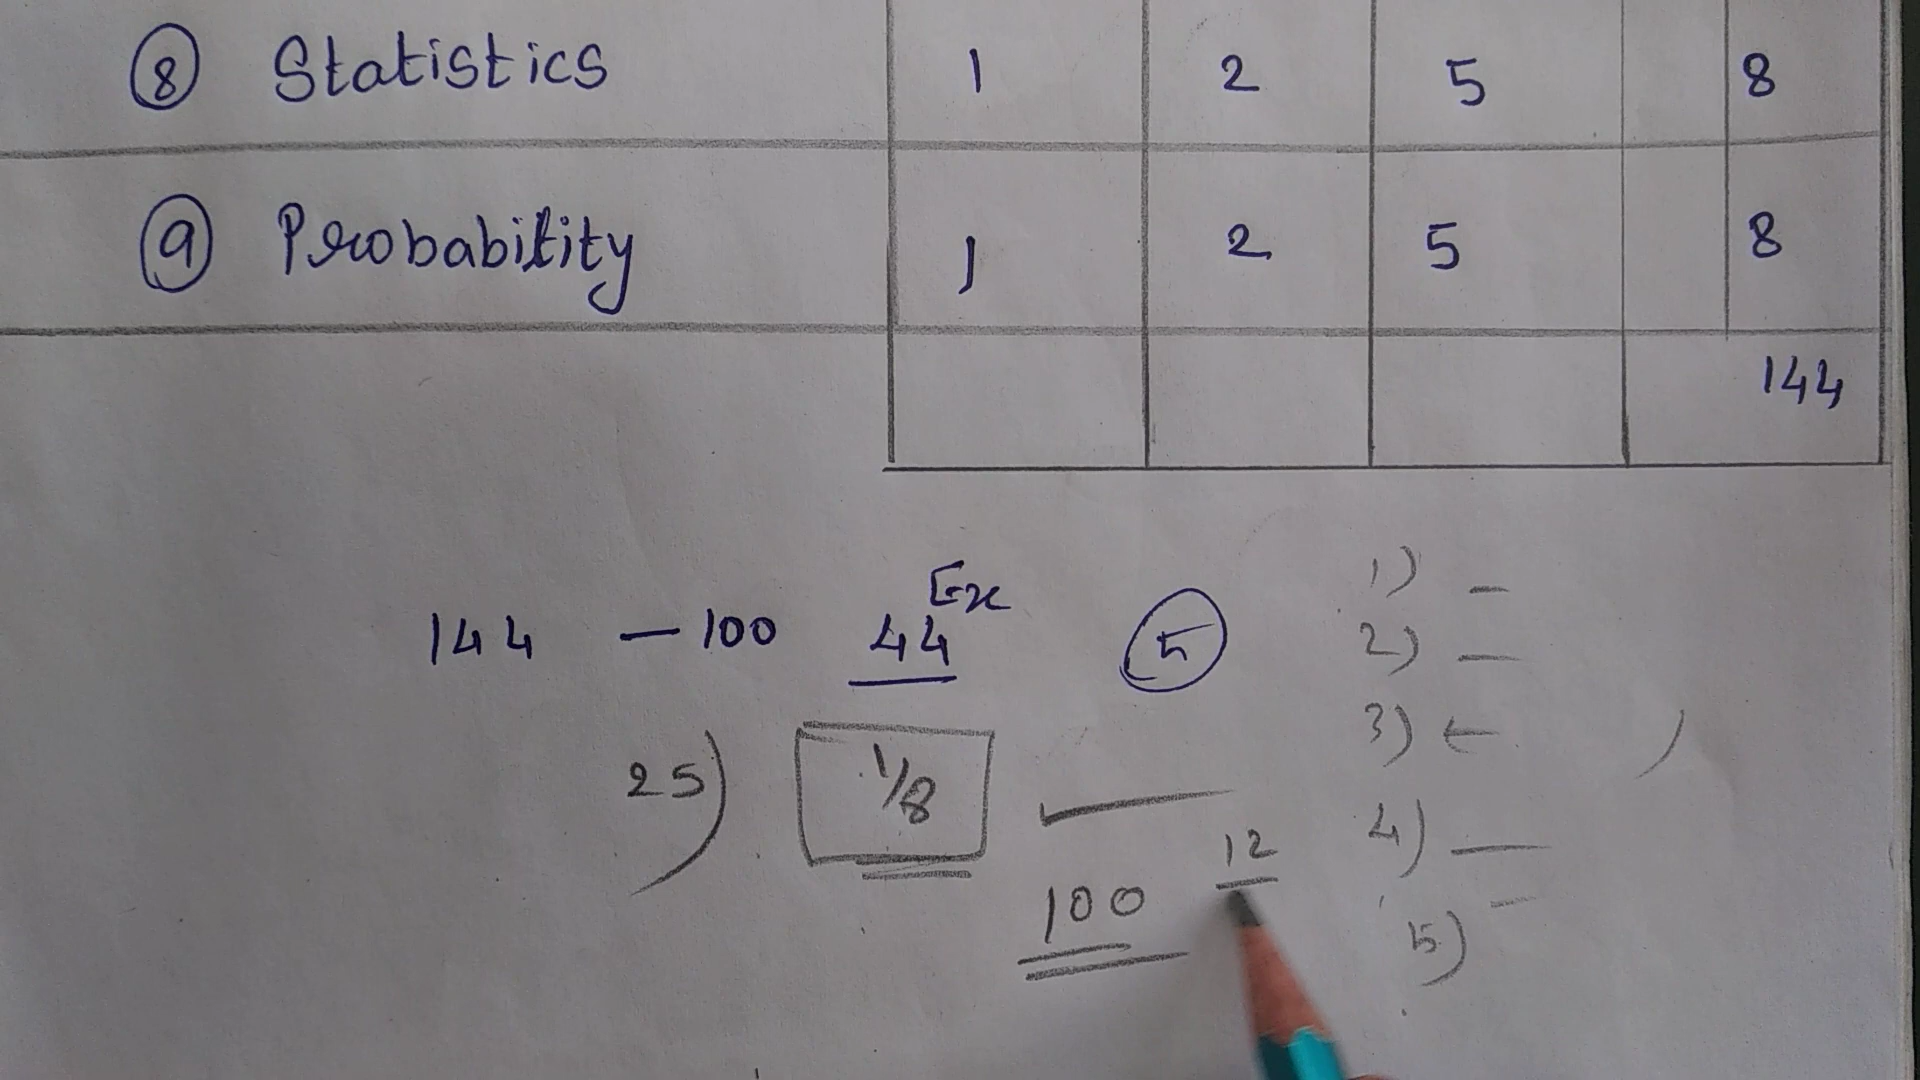 8 Statistics 1 2 5 8
9 Probability 1 2 5 8
144
Ex
144 — 100 44 5
1) –
2) —
3) –
25) 1/8
4) —
12
100
5) –